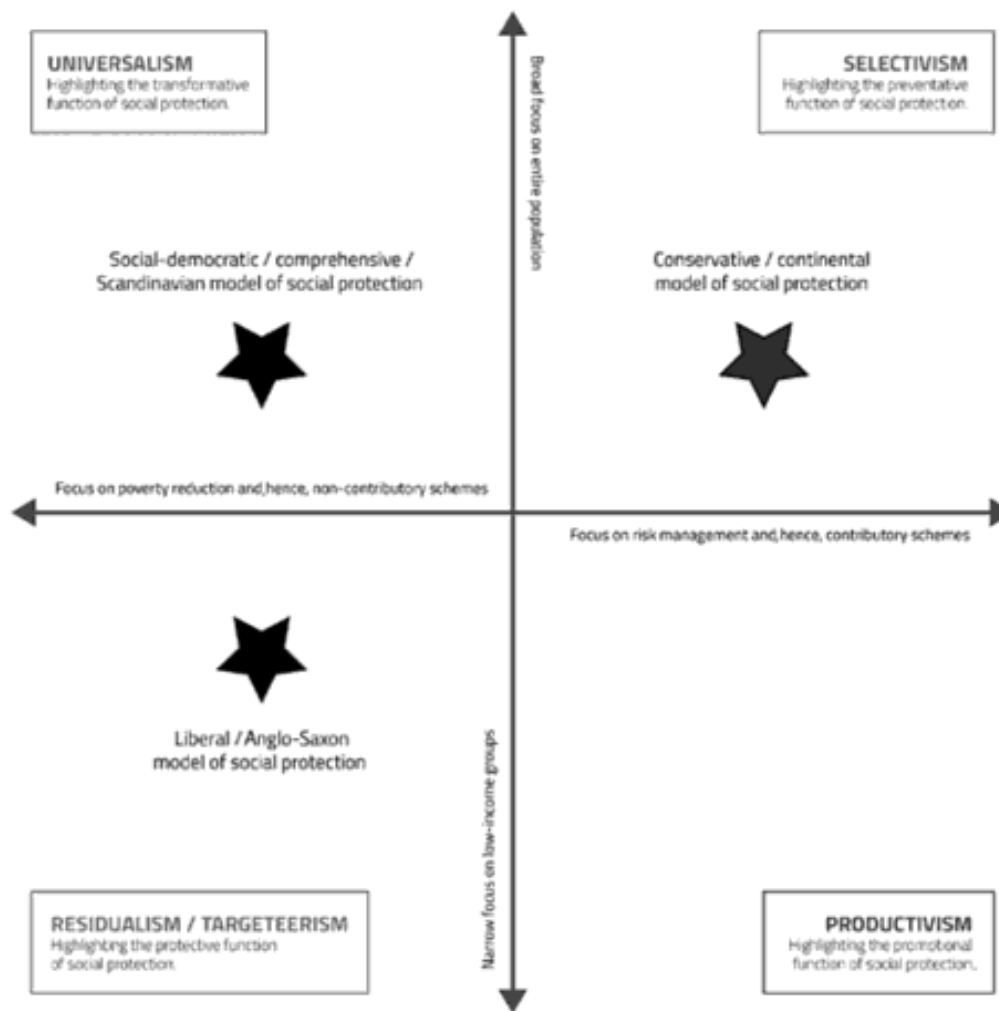 UNIVERSALISM
Highlighting the transformative
function of social protection.
SELECTIVISM
Highlighting the preventative
function of social protection.
Broad focus on entire population
Social-democratic / comprehensive /
Scandinavian model of social protection
Conservative / continental
model of social protection
Focus on poverty reduction and,hence, non-contributory schemes
Focus on risk management and,hence, contributory schemes
Liberal / Anglo-Saxon
model of social protection
Narrow focus on low-income groups
RESIDUALISM / TARGETEERISM
Highlighting the protective function
of social protection.
PRODUCTIVISM
Highlighting the promotional
function of social protection.